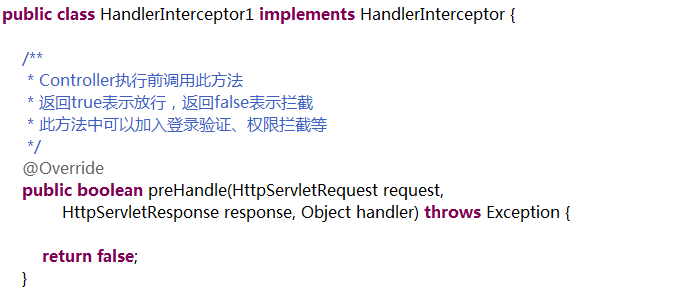 public class HandlerInterceptor1 implements HandlerInterceptor {
/**
* Controller执行前调用此方法
* 返回true表示放行，返回false表示拦截
* 此方法中可以加入登录验证、权限拦截等
*/
@Override
public boolean preHandle(HttpServletRequest request,
HttpServletResponse response, Object handler) throws Exception {
return false;
}